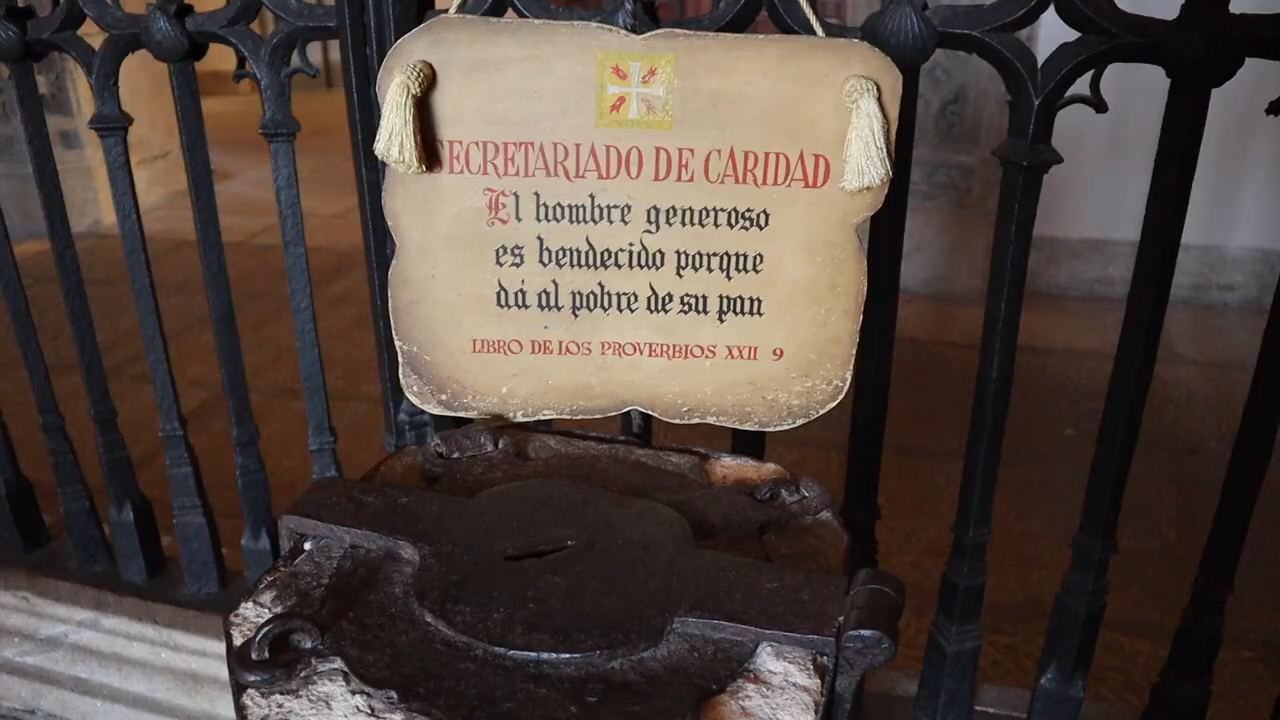 SECRETARIADO DE CARIDAD
El hombre generoso
es bendecido porque
dá al pobre de su pan
LIBRO DE LOS PROVERBIOS XXII 9